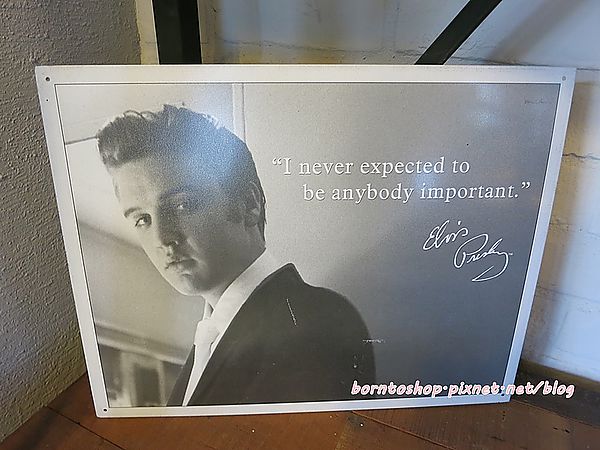 “I never expected to
be anybody important.”
Elvis Presley
borntoshop.pixnet.net/blog